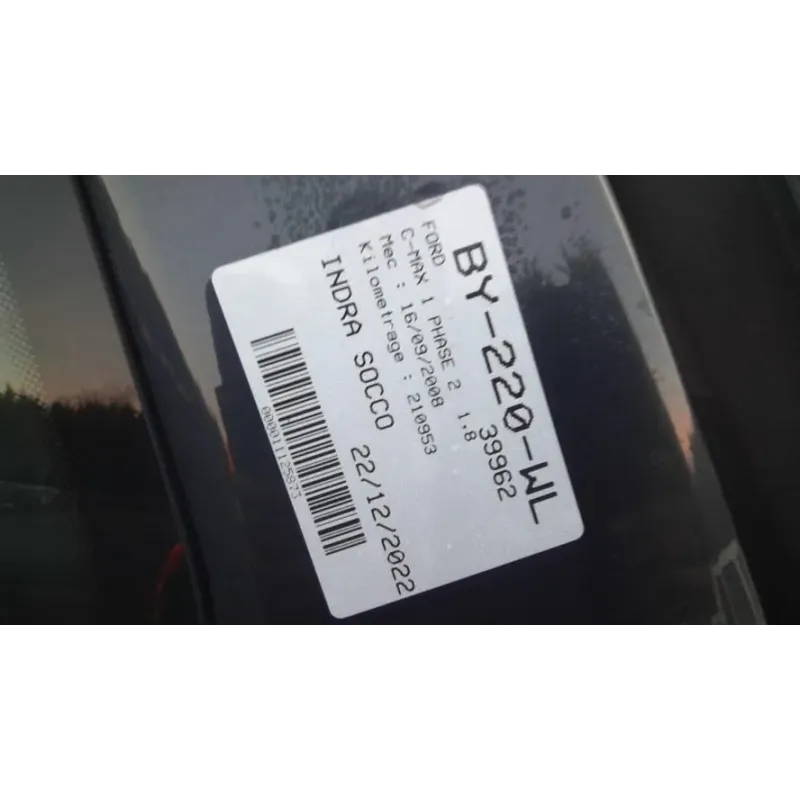 BY-220-WL
39962
FORD
C-MAX 1 PHASE 2 1.8
Mec : 16/09/2008
Kilometrage : 210953
INDRA SOCCO 22/12/2022
000011125873